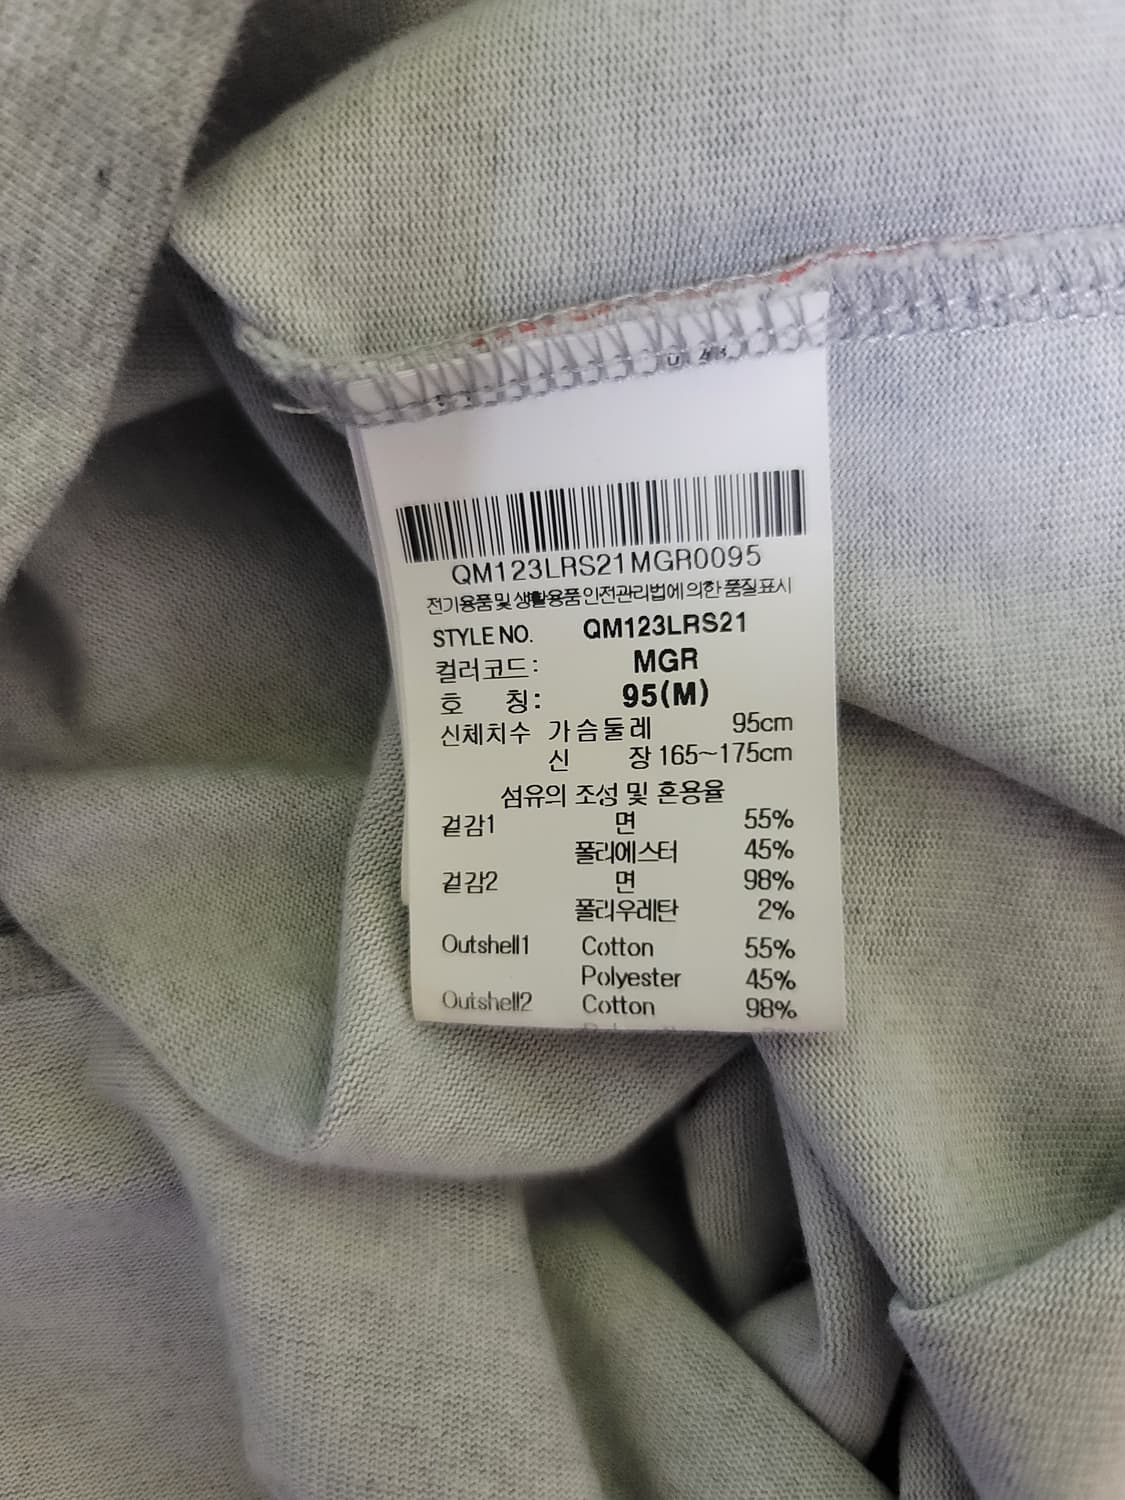 QM123LRS21MGR0095
전기용품 및 생활용품 안전관리법에 의한 품질표시
STYLE NO. QM123LRS21
컬러코드: MGR
호 칭: 95(M)
신체치수 가슴둘레 95cm
신 장 165~175cm
섬유의 조성 및 혼용율
겉감1 면 55%
폴리에스터 45%
겉감2 면 98%
폴리우레탄 2%
Outshell1 Cotton 55%
Polyester 45%
Outshell2 Cotton 98%